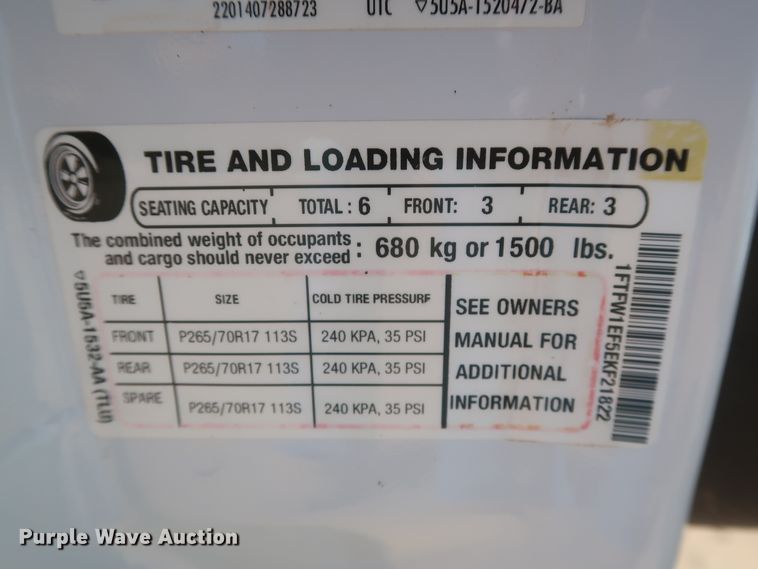 2201407288723 UTC ▽5U5A-1520472-BA
TIRE AND LOADING INFORMATION
SEATING CAPACITY TOTAL : 6 FRONT: 3 REAR: 3
The combined weight of occupants
and cargo should never exceed : 680 kg or 1500 lbs.
TIRE SIZE COLD TIRE PRESSURE
FRONT P265/70R17 113S 240 KPA, 35 PSI
REAR P265/70R17 113S 240 KPA, 35 PSI
SPARE P265/70R17 113S 240 KPA, 35 PSI
SEE OWNERS
MANUAL FOR
ADDITIONAL
INFORMATION
▽5U5A-1532-AA (TLU)
1FTFW1EF5EKF21822
Purple Wave Auction